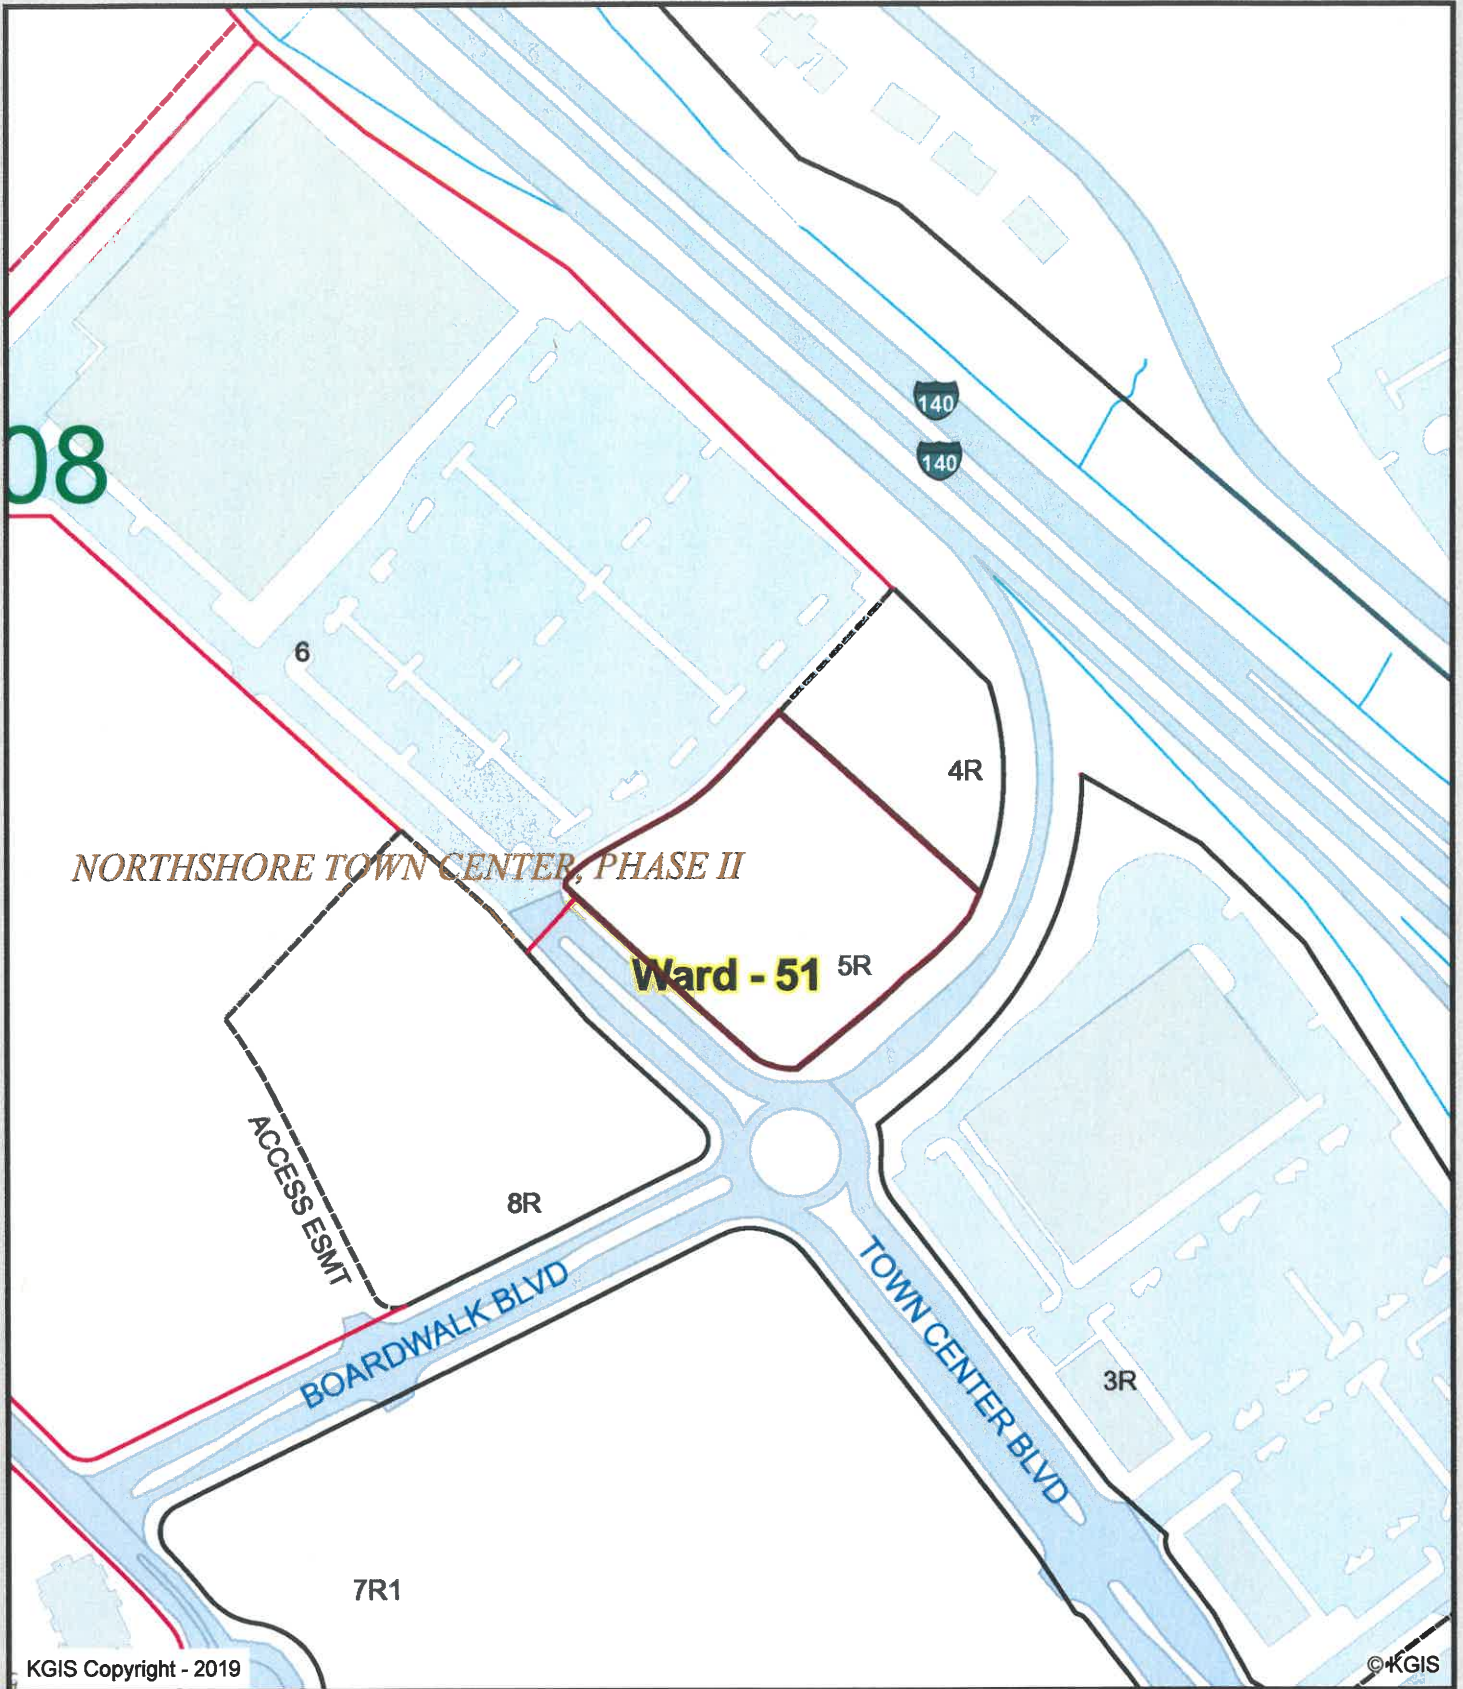 140
140
08
6
4R
NORTHSHORE TOWN CENTER, PHASE II
Ward - 51
5R
ACCESS ESMT
8R
BOARDWALK BLVD
TOWN CENTER BLVD
3R
7R1
KGIS Copyright - 2019
©KGIS